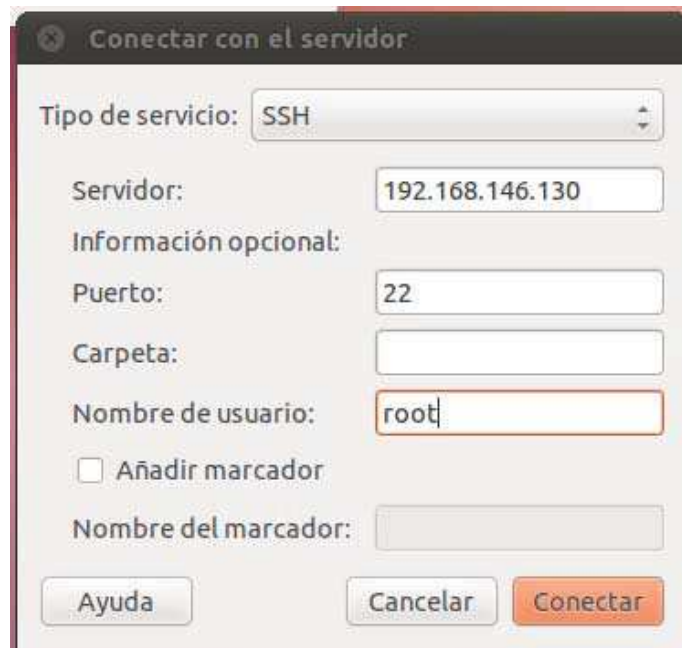 Conectar con el servidor
Tipo de servicio: SSH
Servidor: 192.168.146.130
Información opcional:
Puerto: 22
Carpeta:
Nombre de usuario: root
Añadir marcador
Nombre del marcador:
Ayuda Cancelar Conectar